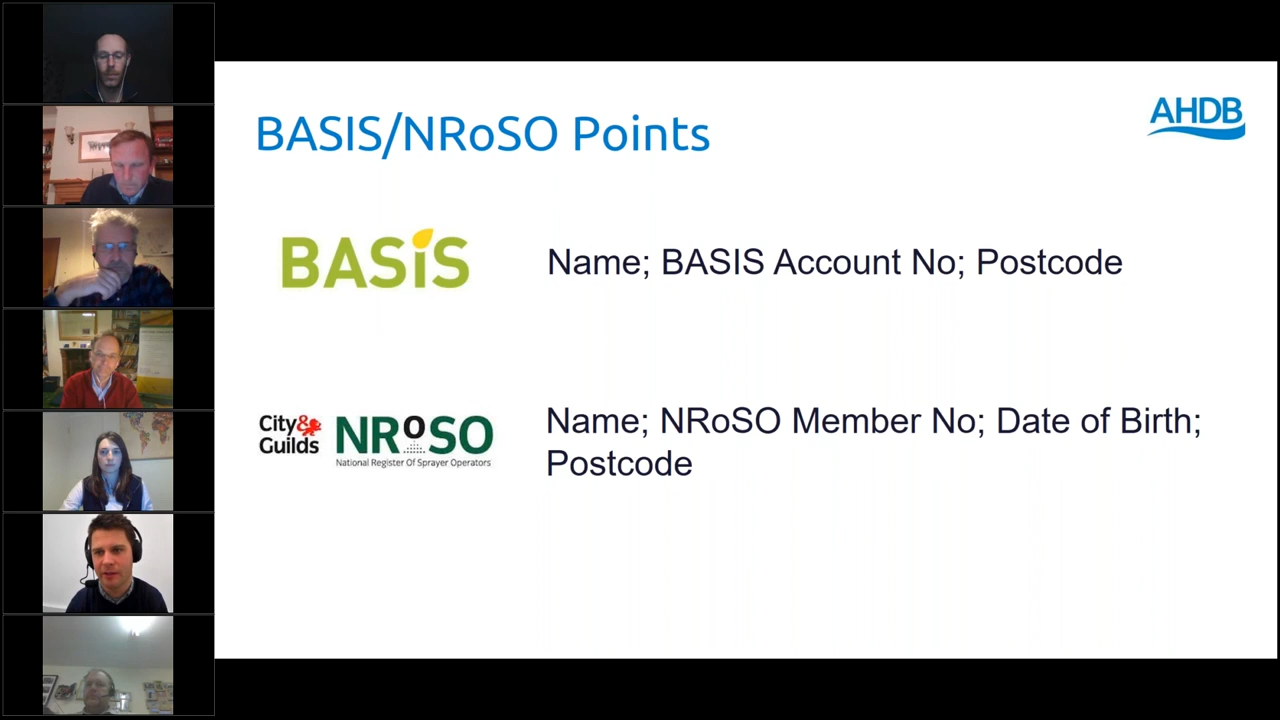 BASIS/NRoSO Points
AHDB
BASiS
Name; BASIS Account No; Postcode
City&
Guilds
NRoSO
National Register Of Sprayer Operators
Name; NRoSO Member No; Date of Birth;
Postcode